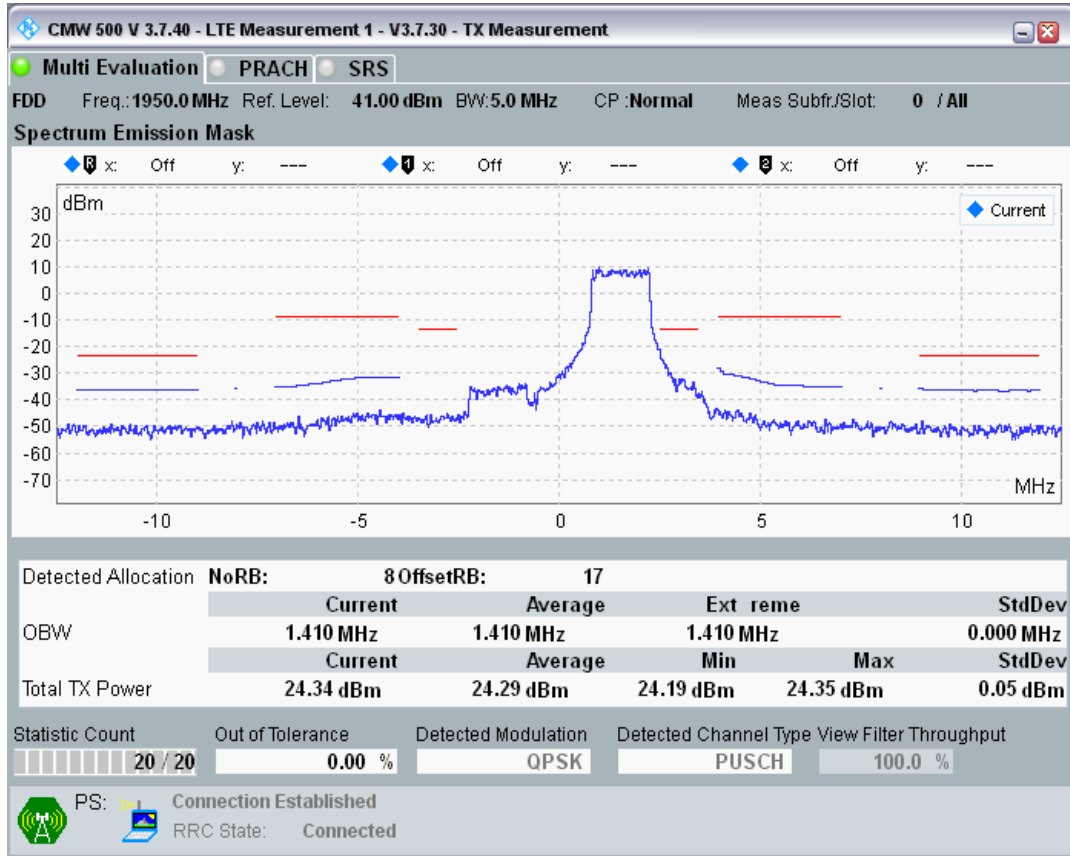 CMW 500 V 3.7.40 - LTE Measurement 1 - V3.7.30 - TX Measurement
Multi Evaluation PRACH SRS
FDD Freq.: 1950.0 MHz Ref. Level: 41.00 dBm BW: 5.0 MHz CP :Normal Meas Subfr./Slot: 0 / All
Spectrum Emission Mask
R x: Off y: --- 1 x: Off y: --- 2 x: Off y: ---
dBm
Current
30
20
10
0
-10
-20
-30
-40
-50
-60
-70
MHz
-10 -5 0 5 10
Detected Allocation NoRB: 8 OffsetRB: 17
Current Average Ext reme StdDev
OBW 1.410 MHz 1.410 MHz 1.410 MHz 0.000 MHz
Current Average Min Max StdDev
Total TX Power 24.34 dBm 24.29 dBm 24.19 dBm 24.35 dBm 0.05 dBm
Statistic Count Out of Tolerance Detected Modulation Detected Channel Type View Filter Throughput
20 / 20 0.00 % QPSK PUSCH 100.0 %
PS: Connection Established
RRC State: Connected